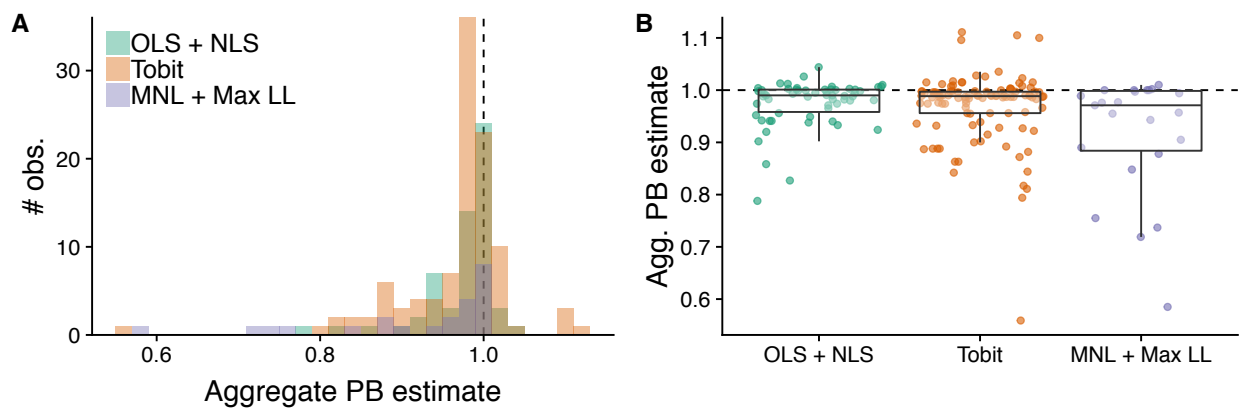 A
OLS + NLS
Tobit
MNL + Max LL
# obs.
30
20
10
0
0.6
0.8
1.0
Aggregate PB estimate
B
Agg. PB estimate
1.1
1.0
0.9
0.8
0.7
0.6
OLS + NLS
Tobit
MNL + Max LL